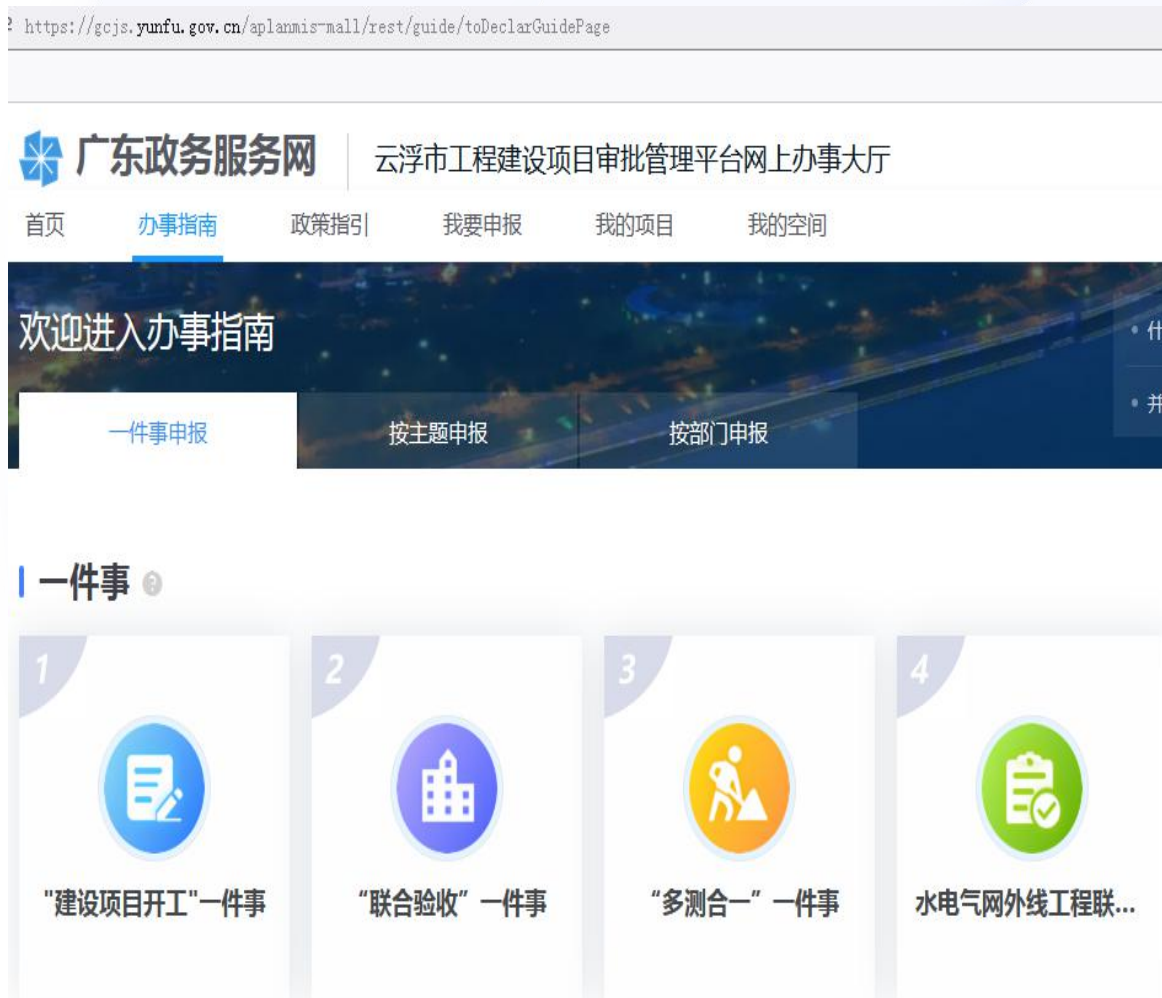 https://gcjs.yunfu.gov.cn/aplanmis-mall/rest/guide/toDeclarGuidePage
广东政务服务网 云浮市工程建设项目审批管理平台网上办事大厅
首页 办事指南 政策指引 我要申报 我的项目 我的空间
欢迎进入办事指南
• 什
• 并
一件事申报 按主题申报 按部门申报
一件事
1 2 3 4
"建设项目开工"一件事 “联合验收”一件事 “多测合一”一件事 水电气网外线工程联...